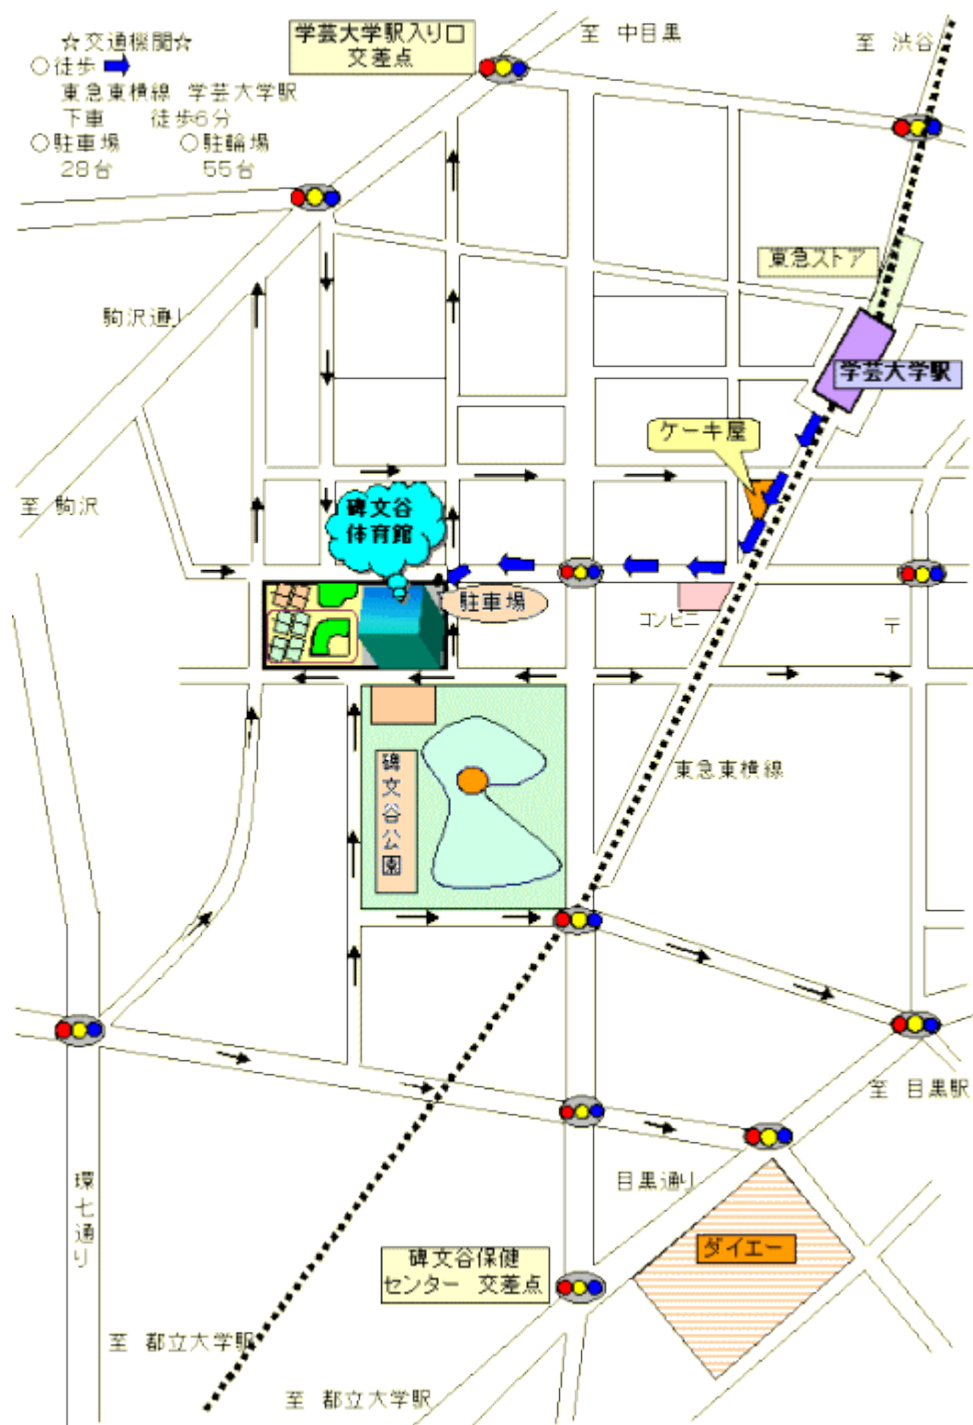 ☆交通機関☆
○徒歩
東急東横線 学芸大学駅
下車 徒歩6分
○駐車場 ○駐輪場
28台 55台
学芸大学駅入り口
交差点
至 中目黒
至 渋谷
東急ストア
駒沢通り
学芸大学駅
ケーキ屋
至 駒沢
碑文谷
体育館
駐車場
コンビニ
〒
東急東横線
碑文谷公園
至 目黒駅
目黒通り
環七通り
ダイエー
碑文谷保健
センター 交差点
至 都立大学駅
至 都立大学駅